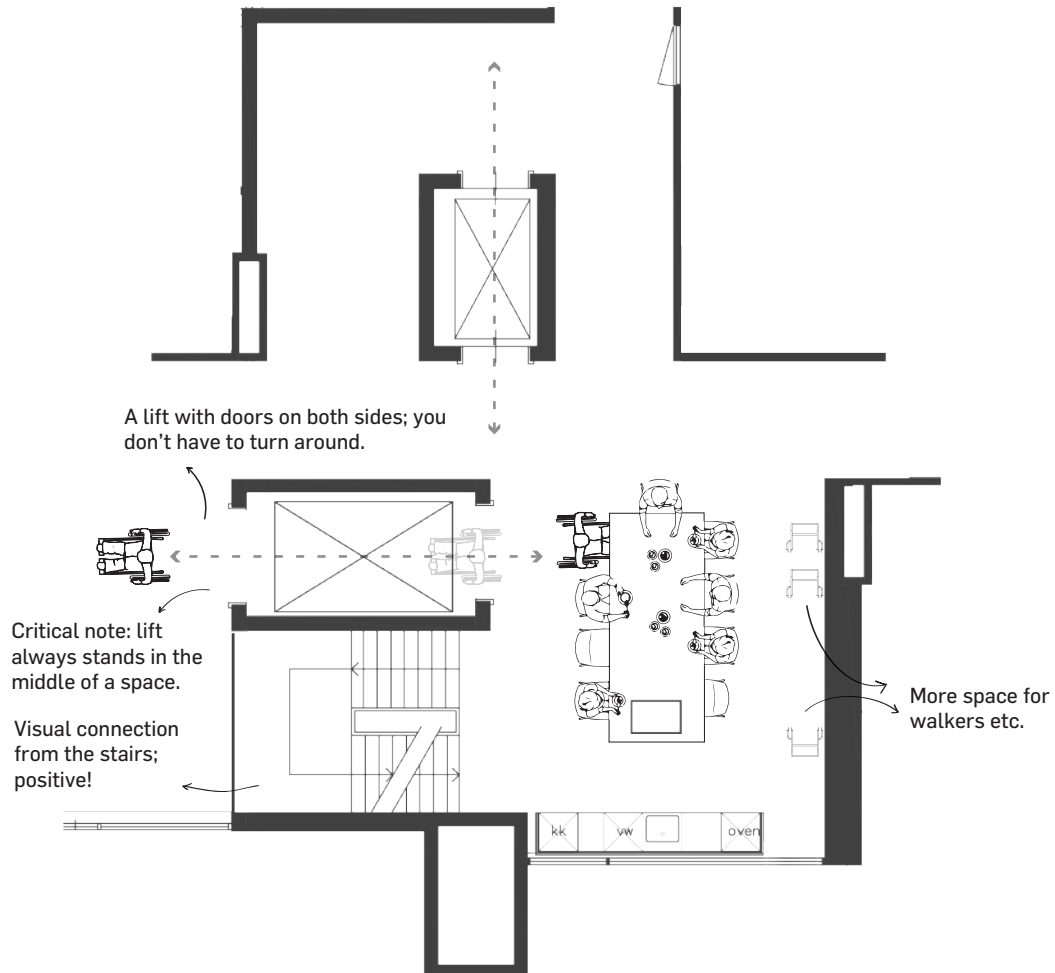 A lift with doors on both sides; you
don't have to turn around.
Critical note: lift
always stands in the
middle of a space.
Visual connection
from the stairs;
positive!
More space for
walkers etc.
kk vw oven